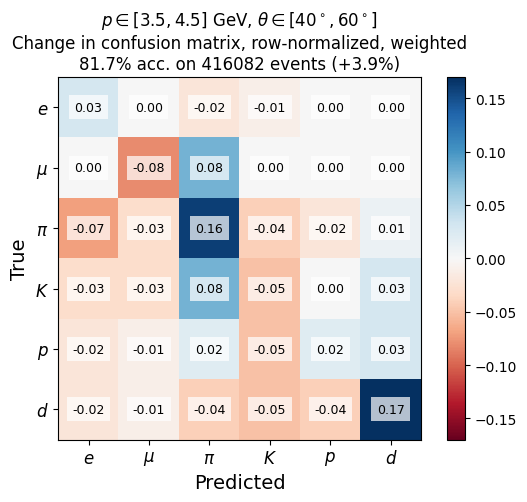 p ∈ [3.5, 4.5] GeV, θ ∈ [40°, 60°]
Change in confusion matrix, row-normalized, weighted
81.7% acc. on 416082 events (+3.9%)
e 0.03 0.00 -0.02 -0.01 0.00 0.00
μ 0.00 -0.08 0.08 0.00 0.00 0.00
π -0.07 -0.03 0.16 -0.04 -0.02 0.01
K -0.03 -0.03 0.08 -0.05 0.00 0.03
p -0.02 -0.01 0.02 -0.05 0.02 0.03
d -0.02 -0.01 -0.04 -0.05 -0.04 0.17
e μ π K p d
True
Predicted
0.15
0.10
0.05
0.00
-0.05
-0.10
-0.15